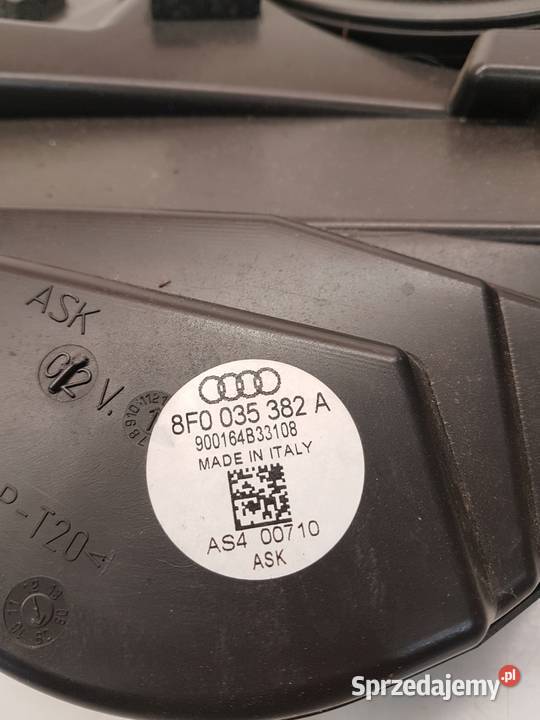 ASK
V.
8F0 035 382 A
900164B33108
MADE IN ITALY
AS4 00710
ASK
P-T20
Sprzedajemy.pl